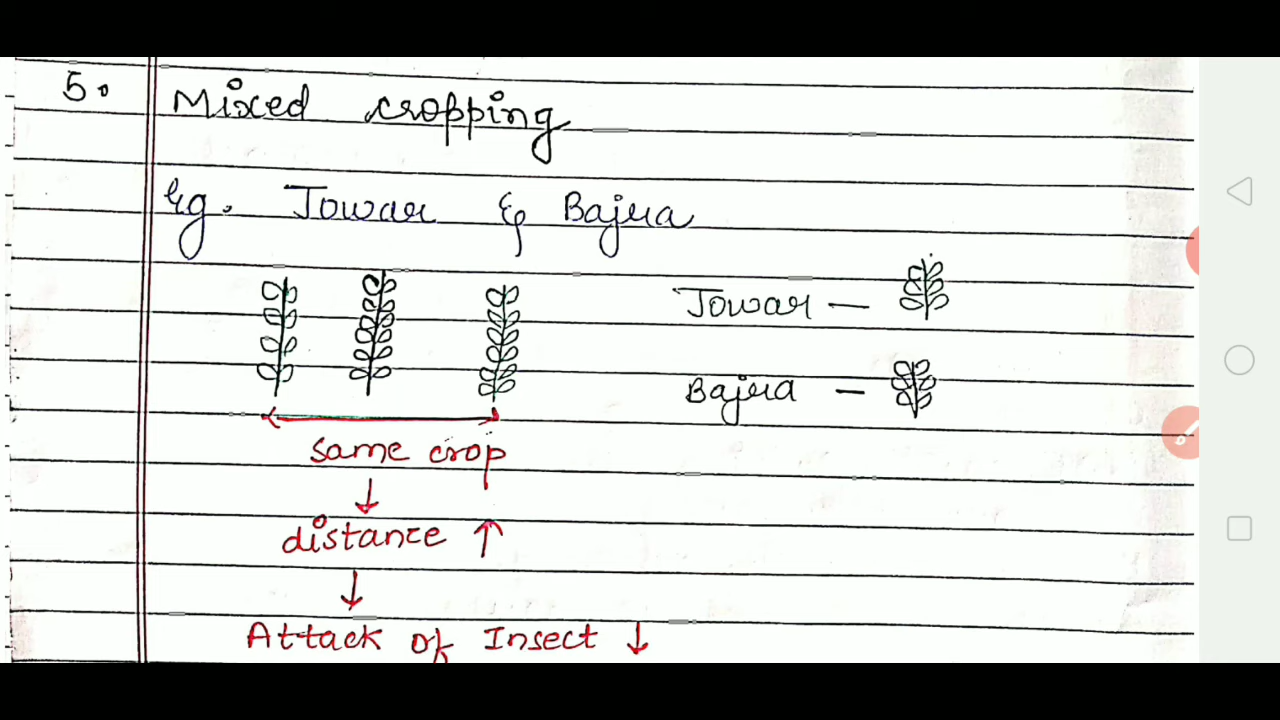 5. Mixed cropping
Eg. Jowar & Bajra
Jowar —
Bajra —
same crop
↓
distance ↑
↓
Attack of Insect ↓